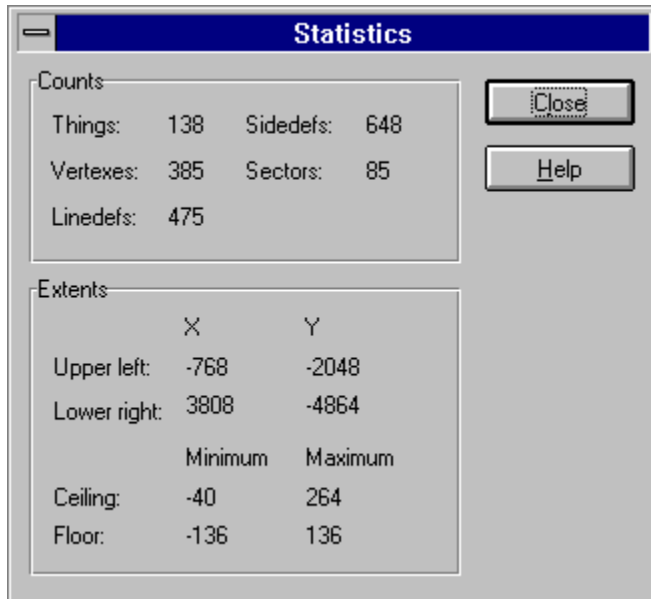 Statistics
Counts
Things: 138 Sidedefs: 648
Vertexes: 385 Sectors: 85
Linedefs: 475
Close
Help
Extents
X Y
Upper left: -768 -2048
Lower right: 3808 -4864
Minimum Maximum
Ceiling: -40 264
Floor: -136 136